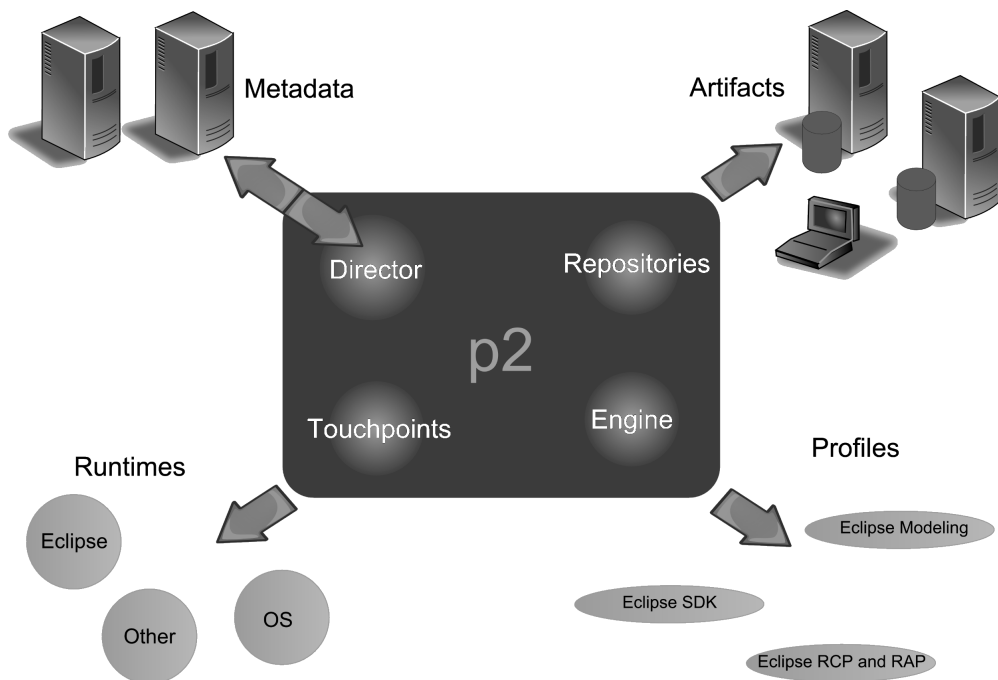 Metadata
Artifacts
Director
Repositories
p2
Touchpoints
Engine
Runtimes
Profiles
Eclipse
Eclipse Modeling
Eclipse SDK
OS
Other
Eclipse RCP and RAP